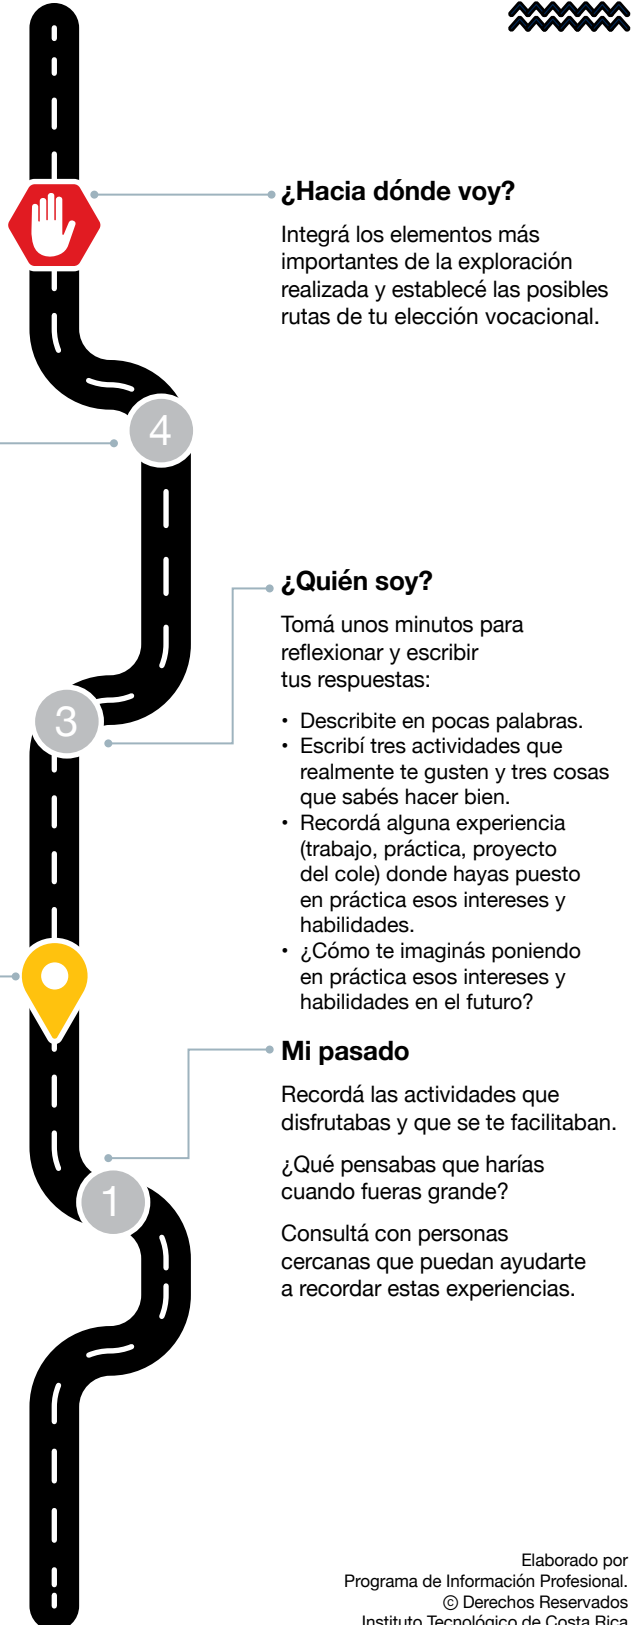 ¿Hacia dónde voy?
Integrá los elementos más
importantes de la exploración
realizada y establecé las posibles
rutas de tu elección vocacional.
4
¿Quién soy?
Tomá unos minutos para
reflexionar y escribir
tus respuestas:
• Describite en pocas palabras.
• Escribí tres actividades que
realmente te gusten y tres cosas
que sabés hacer bien.
• Recordá alguna experiencia
(trabajo, práctica, proyecto
del cole) donde hayas puesto
en práctica esos intereses y
habilidades.
• ¿Cómo te imaginás poniendo
en práctica esos intereses y
habilidades en el futuro?
3
Mi pasado
Recordá las actividades que
disfrutabas y que se te facilitaban.
¿Qué pensabas que harías
cuando fueras grande?
Consultá con personas
cercanas que puedan ayudarte
a recordar estas experiencias.
1
Elaborado por
Programa de Información Profesional.
© Derechos Reservados
Instituto Tecnológico de Costa Rica